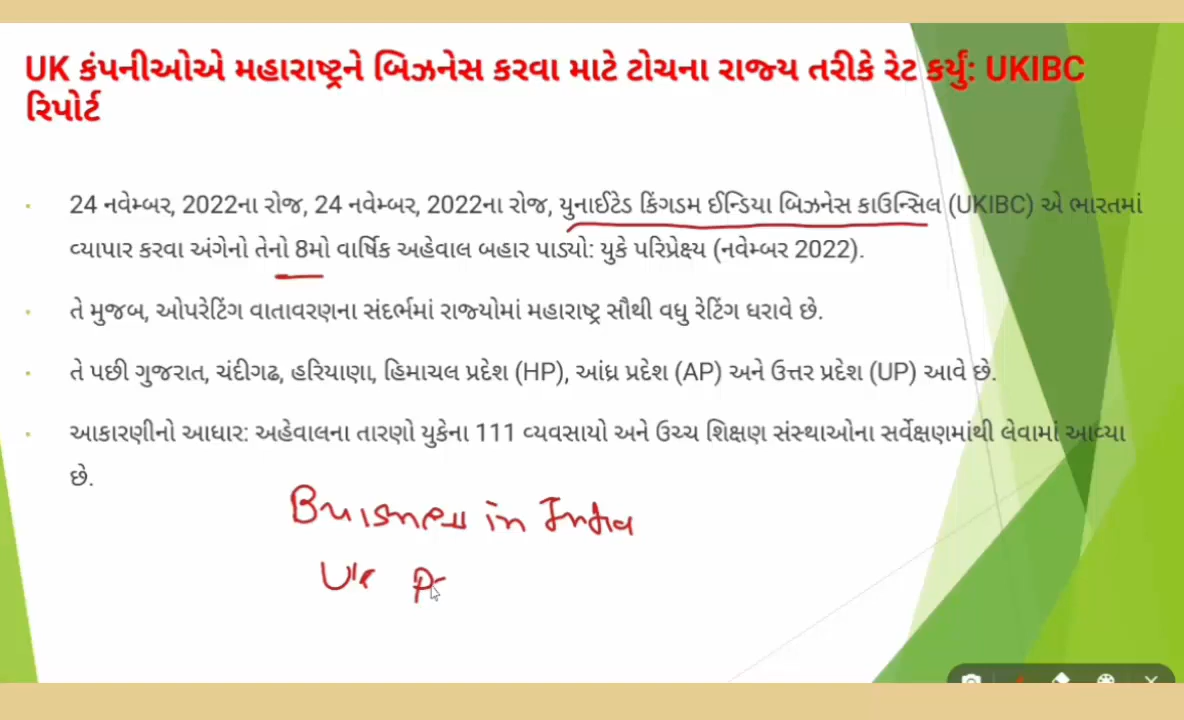 UK કંપનીઓએ મહારાષ્ટ્રને બિઝનેસ કરવા માટે ટોચના રાજ્ય તરીકે રેટ કર્યું: UKIBC
રિપોર્ટ
24 નવેમ્બર, 2022ના રોજ, 24 નવેમ્બર, 2022ના રોજ, યુનાઈટેડ કિંગડમ ઈન્ડિયા બિઝનેસ કાઉન્સિલ (UKIBC) એ ભારતમાં
વ્યાપાર કરવા અંગેનો તેનો 8મો વાર્ષિક અહેવાલ બહાર પાડ્યો: યુકે પરિપ્રેક્ષ્ય (નવેમ્બર 2022).
તે મુજબ, ઓપરેટિંગ વાતાવરણના સંદર્ભમાં રાજ્યોમાં મહારાષ્ટ્ર સૌથી વધુ રેટિંગ ધરાવે છે.
તે પછી ગુજરાત, ચંદીગઢ, હરિયાણા, હિમાચલ પ્રદેશ (HP), આંધ્ર પ્રદેશ (AP) અને ઉત્તર પ્રદેશ (UP) આવે છે.
આકારણીનો આધાર: અહેવાલના તારણો યુકેના 111 વ્યવસાયો અને ઉચ્ચ શિક્ષણ સંસ્થાઓના સર્વેક્ષણમાંથી લેવામાં આવ્યા
છે.
Business in India
UK